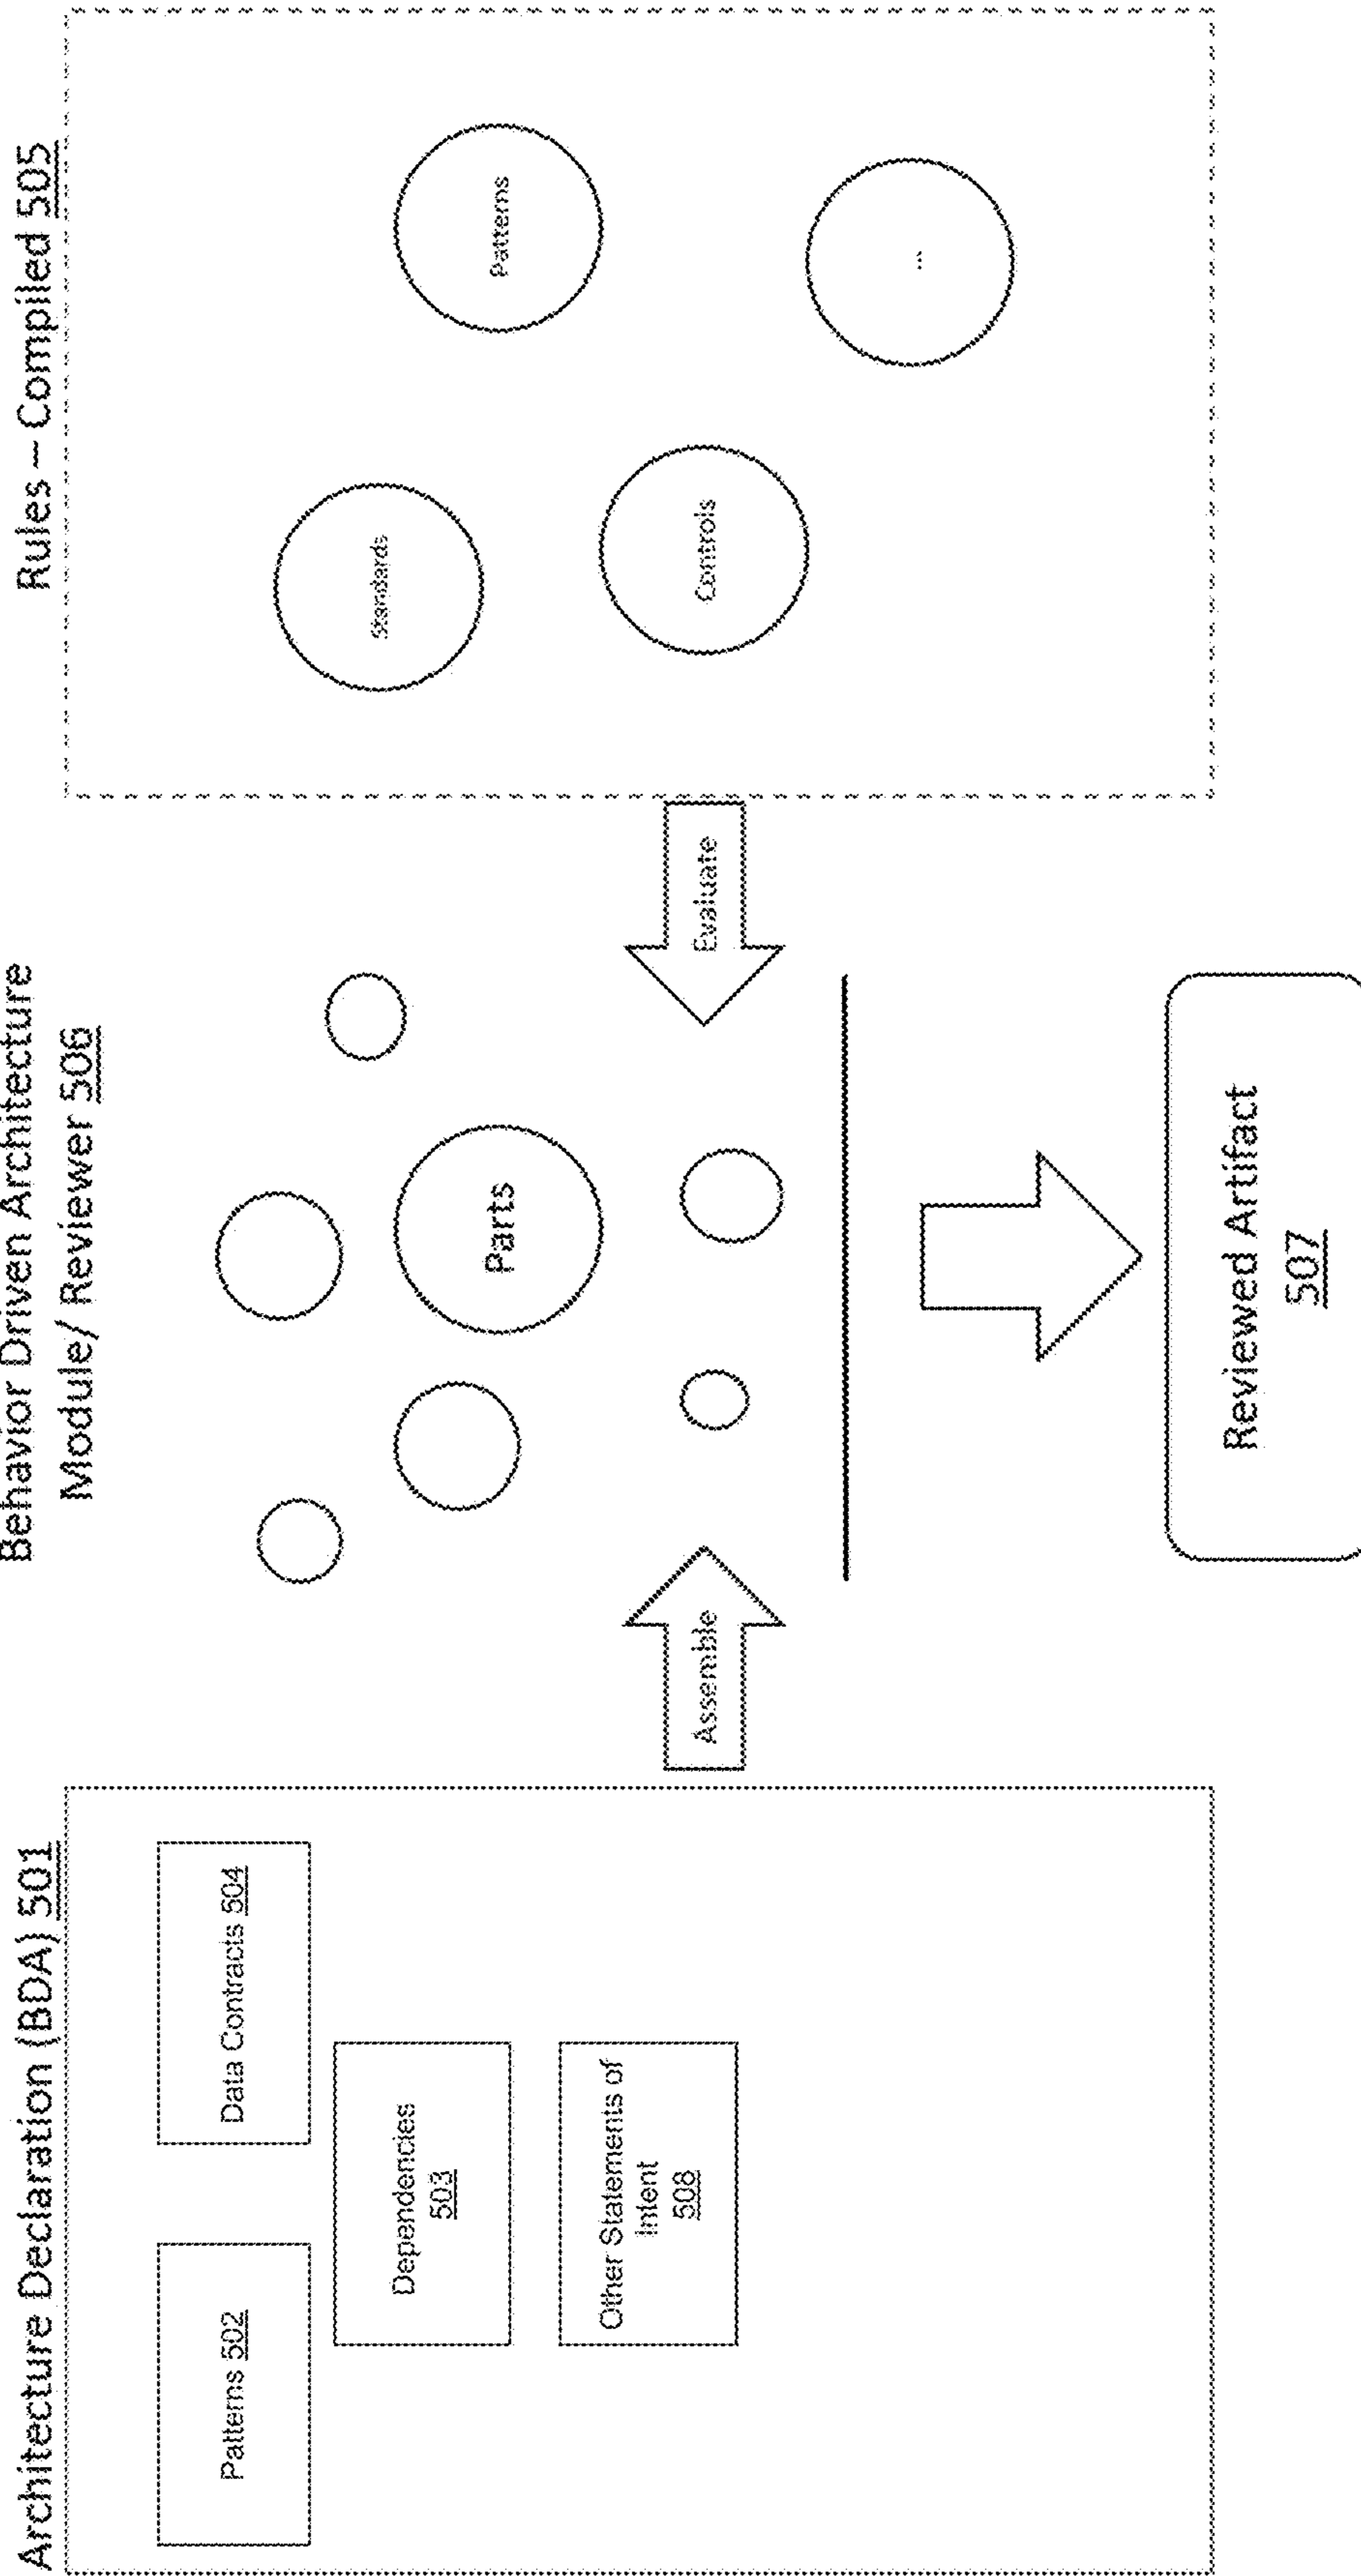 Architecture Declaration (BDA) 501
Patterns 502
Data Contracts 504
Dependencies
503
Other Statements of
Intent
508
Assemble
Behavior Driven Architecture
Module/ Reviewer 506
Parts
Evaluate
Rules – Compiled 505
Standards
Patterns
Controls
...
Reviewed Artifact
507